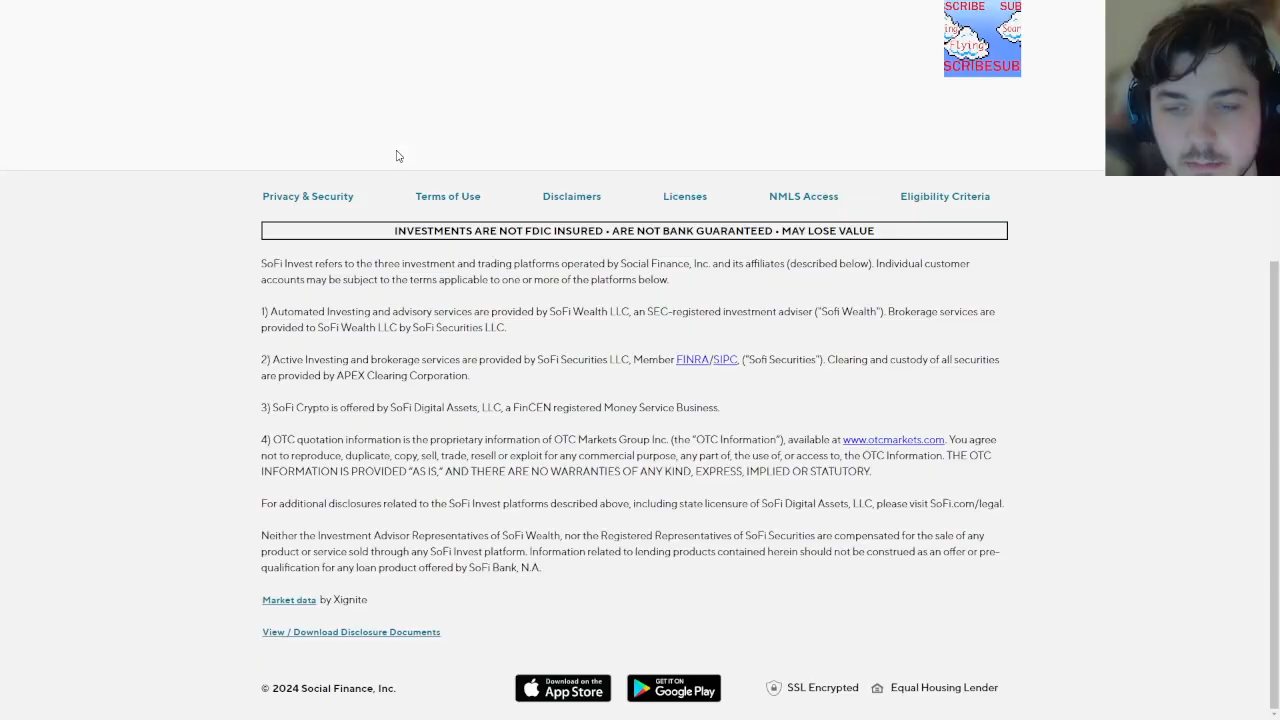 SCRIBE SUB
ing Soar
Flying
SCRIBESUB
Privacy & Security Terms of Use Disclaimers Licenses NMLS Access Eligibility Criteria
INVESTMENTS ARE NOT FDIC INSURED • ARE NOT BANK GUARANTEED • MAY LOSE VALUE
SoFi Invest refers to the three investment and trading platforms operated by Social Finance, Inc. and its affiliates (described below). Individual customer
accounts may be subject to the terms applicable to one or more of the platforms below.
1) Automated Investing and advisory services are provided by SoFi Wealth LLC, an SEC-registered investment adviser ("Sofi Wealth"). Brokerage services are
provided to SoFi Wealth LLC by SoFi Securities LLC.
2) Active Investing and brokerage services are provided by SoFi Securities LLC, Member FINRA/SIPC, ("Sofi Securities"). Clearing and custody of all securities
are provided by APEX Clearing Corporation.
3) SoFi Crypto is offered by SoFi Digital Assets, LLC, a FinCEN registered Money Service Business.
4) OTC quotation information is the proprietary information of OTC Markets Group Inc. (the “OTC Information”), available at www.otcmarkets.com. You agree
not to reproduce, duplicate, copy, sell, trade, resell or exploit for any commercial purpose, any part of, the use of, or access to, the OTC Information. THE OTC
INFORMATION IS PROVIDED “AS IS,” AND THERE ARE NO WARRANTIES OF ANY KIND, EXPRESS, IMPLIED OR STATUTORY.
For additional disclosures related to the SoFi Invest platforms described above, including state licensure of SoFi Digital Assets, LLC, please visit SoFi.com/legal.
Neither the Investment Advisor Representatives of SoFi Wealth, nor the Registered Representatives of SoFi Securities are compensated for the sale of any
product or service sold through any SoFi Invest platform. Information related to lending products contained herein should not be construed as an offer or pre-
qualification for any loan product offered by SoFi Bank, N.A.
Market data by Xignite
View / Download Disclosure Documents
© 2024 Social Finance, Inc. Download on the App Store GET IT ON Google Play SSL Encrypted Equal Housing Lender